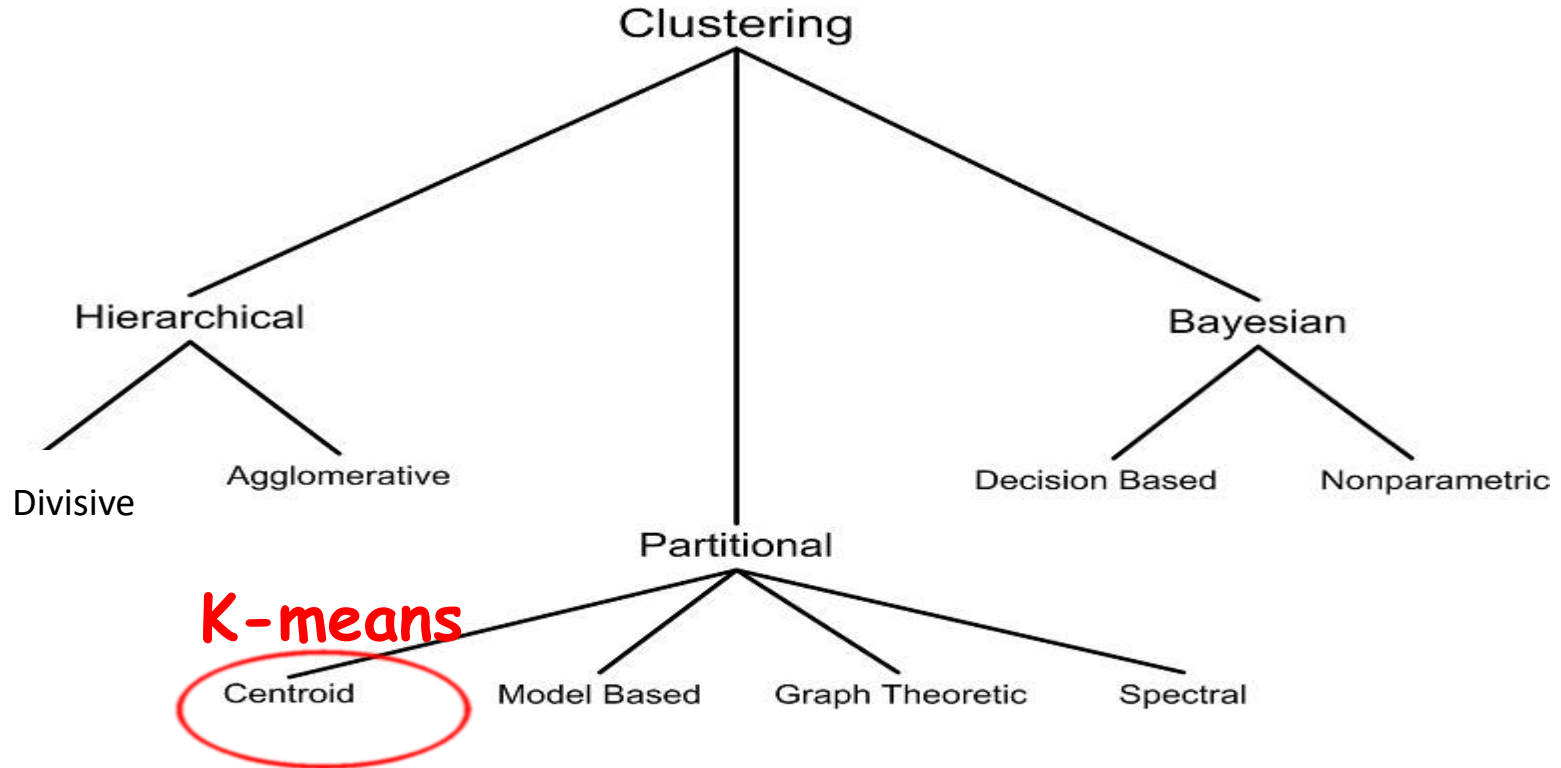 Clustering
Hierarchical
Bayesian
Agglomerative
Decision Based
Nonparametric
Divisive
Partitional
K-means
Centroid
Model Based
Graph Theoretic
Spectral